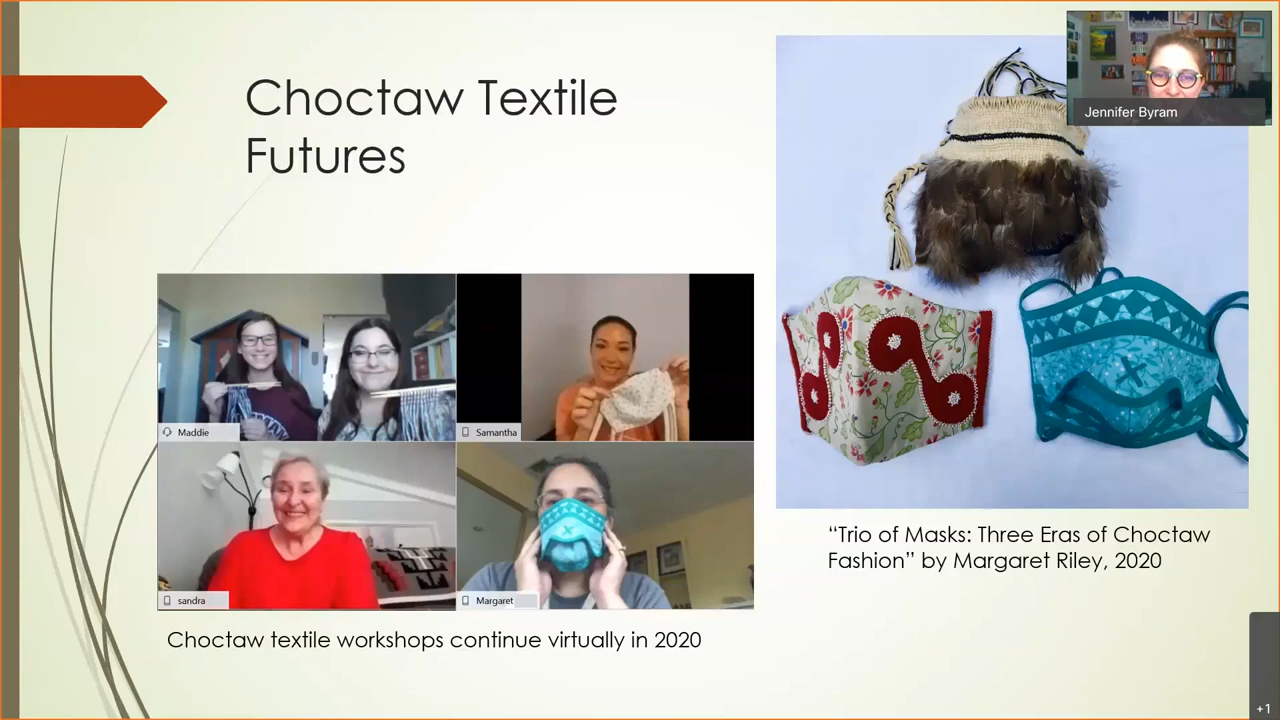 Choctaw Textile
Futures
Jennifer Byram
Maddie
Samantha
sandra
Margaret
“Trio of Masks: Three Eras of Choctaw
Fashion” by Margaret Riley, 2020
Choctaw textile workshops continue virtually in 2020
+1